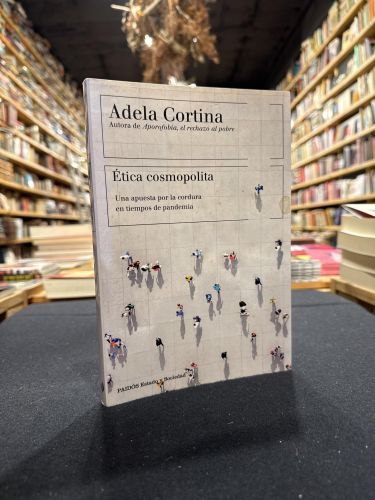 Adela Cortina
Autora de Aporofobia, el rechazo al pobre
Ética cosmopolita
Una apuesta por la cordura
en tiempos de pandemia
PAIDÓS Estado y Sociedad